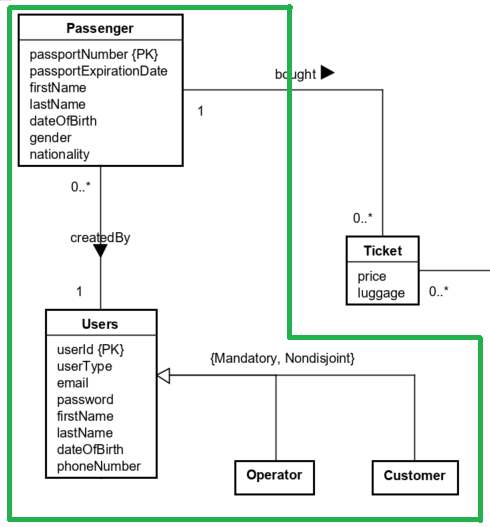 Passenger
passportNumber {PK}
passportExpirationDate
firstName
lastName
dateOfBirth
gender
nationality
bought
1
0..*
createdBy
0..*
Ticket
price
luggage
0..*
1
Users
userId {PK}
userType
email
password
firstName
lastName
dateOfBirth
phoneNumber
{Mandatory, Nondisjoint}
Operator
Customer